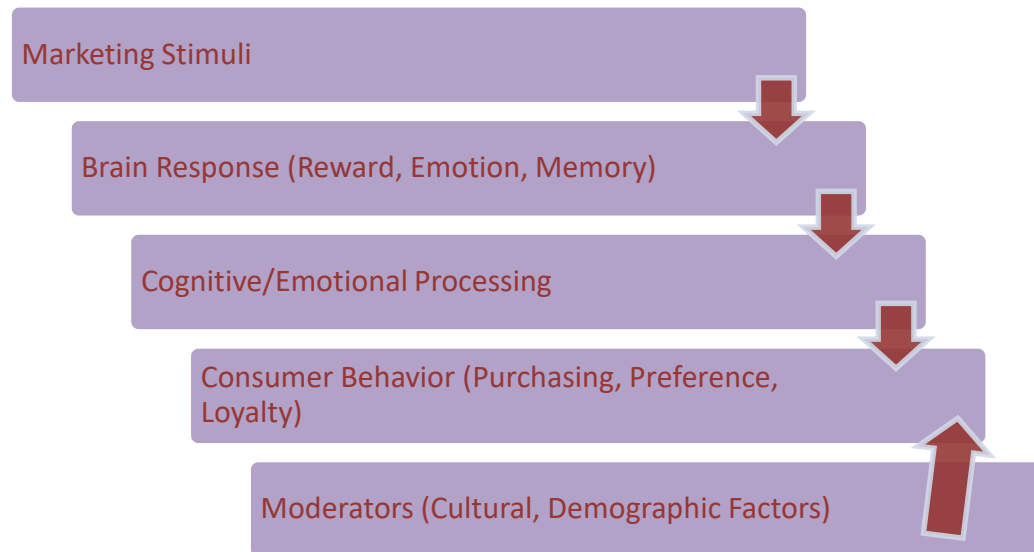 Marketing Stimuli
Brain Response (Reward, Emotion, Memory)
Cognitive/Emotional Processing
Consumer Behavior (Purchasing, Preference,
Loyalty)
Moderators (Cultural, Demographic Factors)